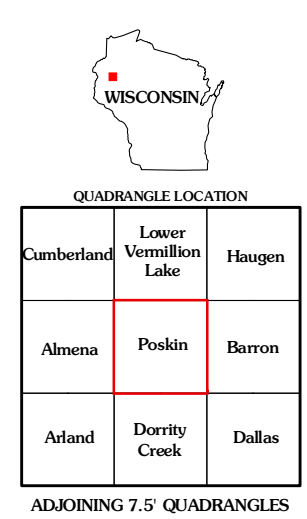 WISCONSIN
QUADRANGLE LOCATION
Cumberland
Lower
Vermillion
Lake
Haugen
Almena
Poskin
Barron
Arland
Dorrity
Creek
Dallas
ADJOINING 7.5' QUADRANGLES